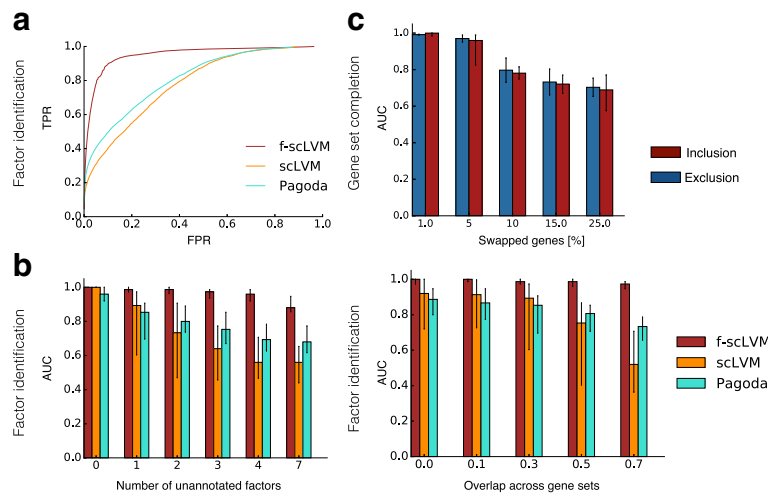 a
Factor identification
TPR
1.0
0.8
0.6
0.4
0.2
0.0
0.0 0.2 0.4 0.6 0.8 1.0
FPR
f-scLVM
scLVM
Pagoda
c
Gene set completion
AUC
1.0
0.8
0.6
0.4
0.2
0.0
1.0 5 10 15.0 25.0
Swapped genes [%]
Inclusion
Exclusion
b
Factor identification
AUC
1.0
0.8
0.6
0.4
0.2
0.0
0 1 2 3 4 7
Number of unannotated factors
Factor identification
AUC
1.0
0.8
0.6
0.4
0.2
0.0 0.1 0.3 0.5 0.7
Overlap across gene sets
f-scLVM
scLVM
Pagoda